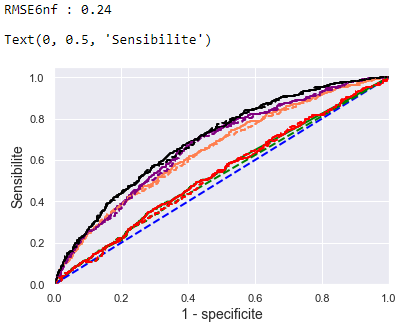 RMSE6nf : 0.24
Text(0, 0.5, 'Sensibilite')
1.0
0.8
0.6
0.4
0.2
0.0
Sensibilite
0.0 0.2 0.4 0.6 0.8 1.0
1 - specificite